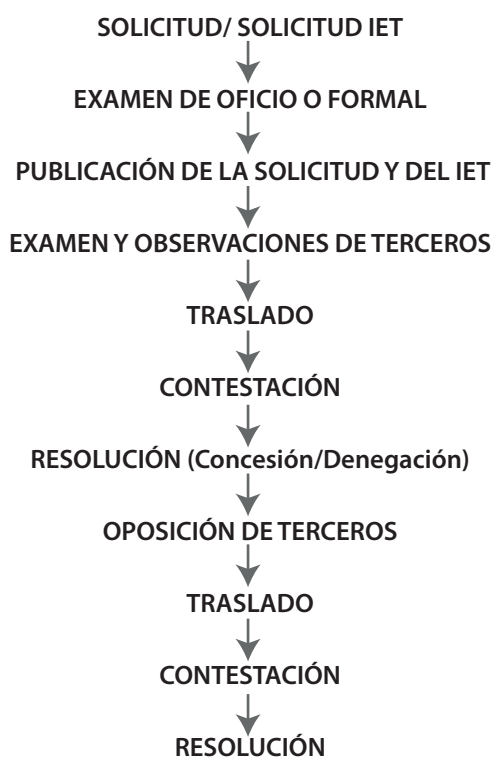 SOLICITUD/ SOLICITUD IET
EXAMEN DE OFICIO O FORMAL
PUBLICACIÓN DE LA SOLICITUD Y DEL IET
EXAMEN Y OBSERVACIONES DE TERCEROS
TRASLADO
CONTESTACIÓN
RESOLUCIÓN (Concesión/Denegación)
OPOSICIÓN DE TERCEROS
TRASLADO
CONTESTACIÓN
RESOLUCIÓN